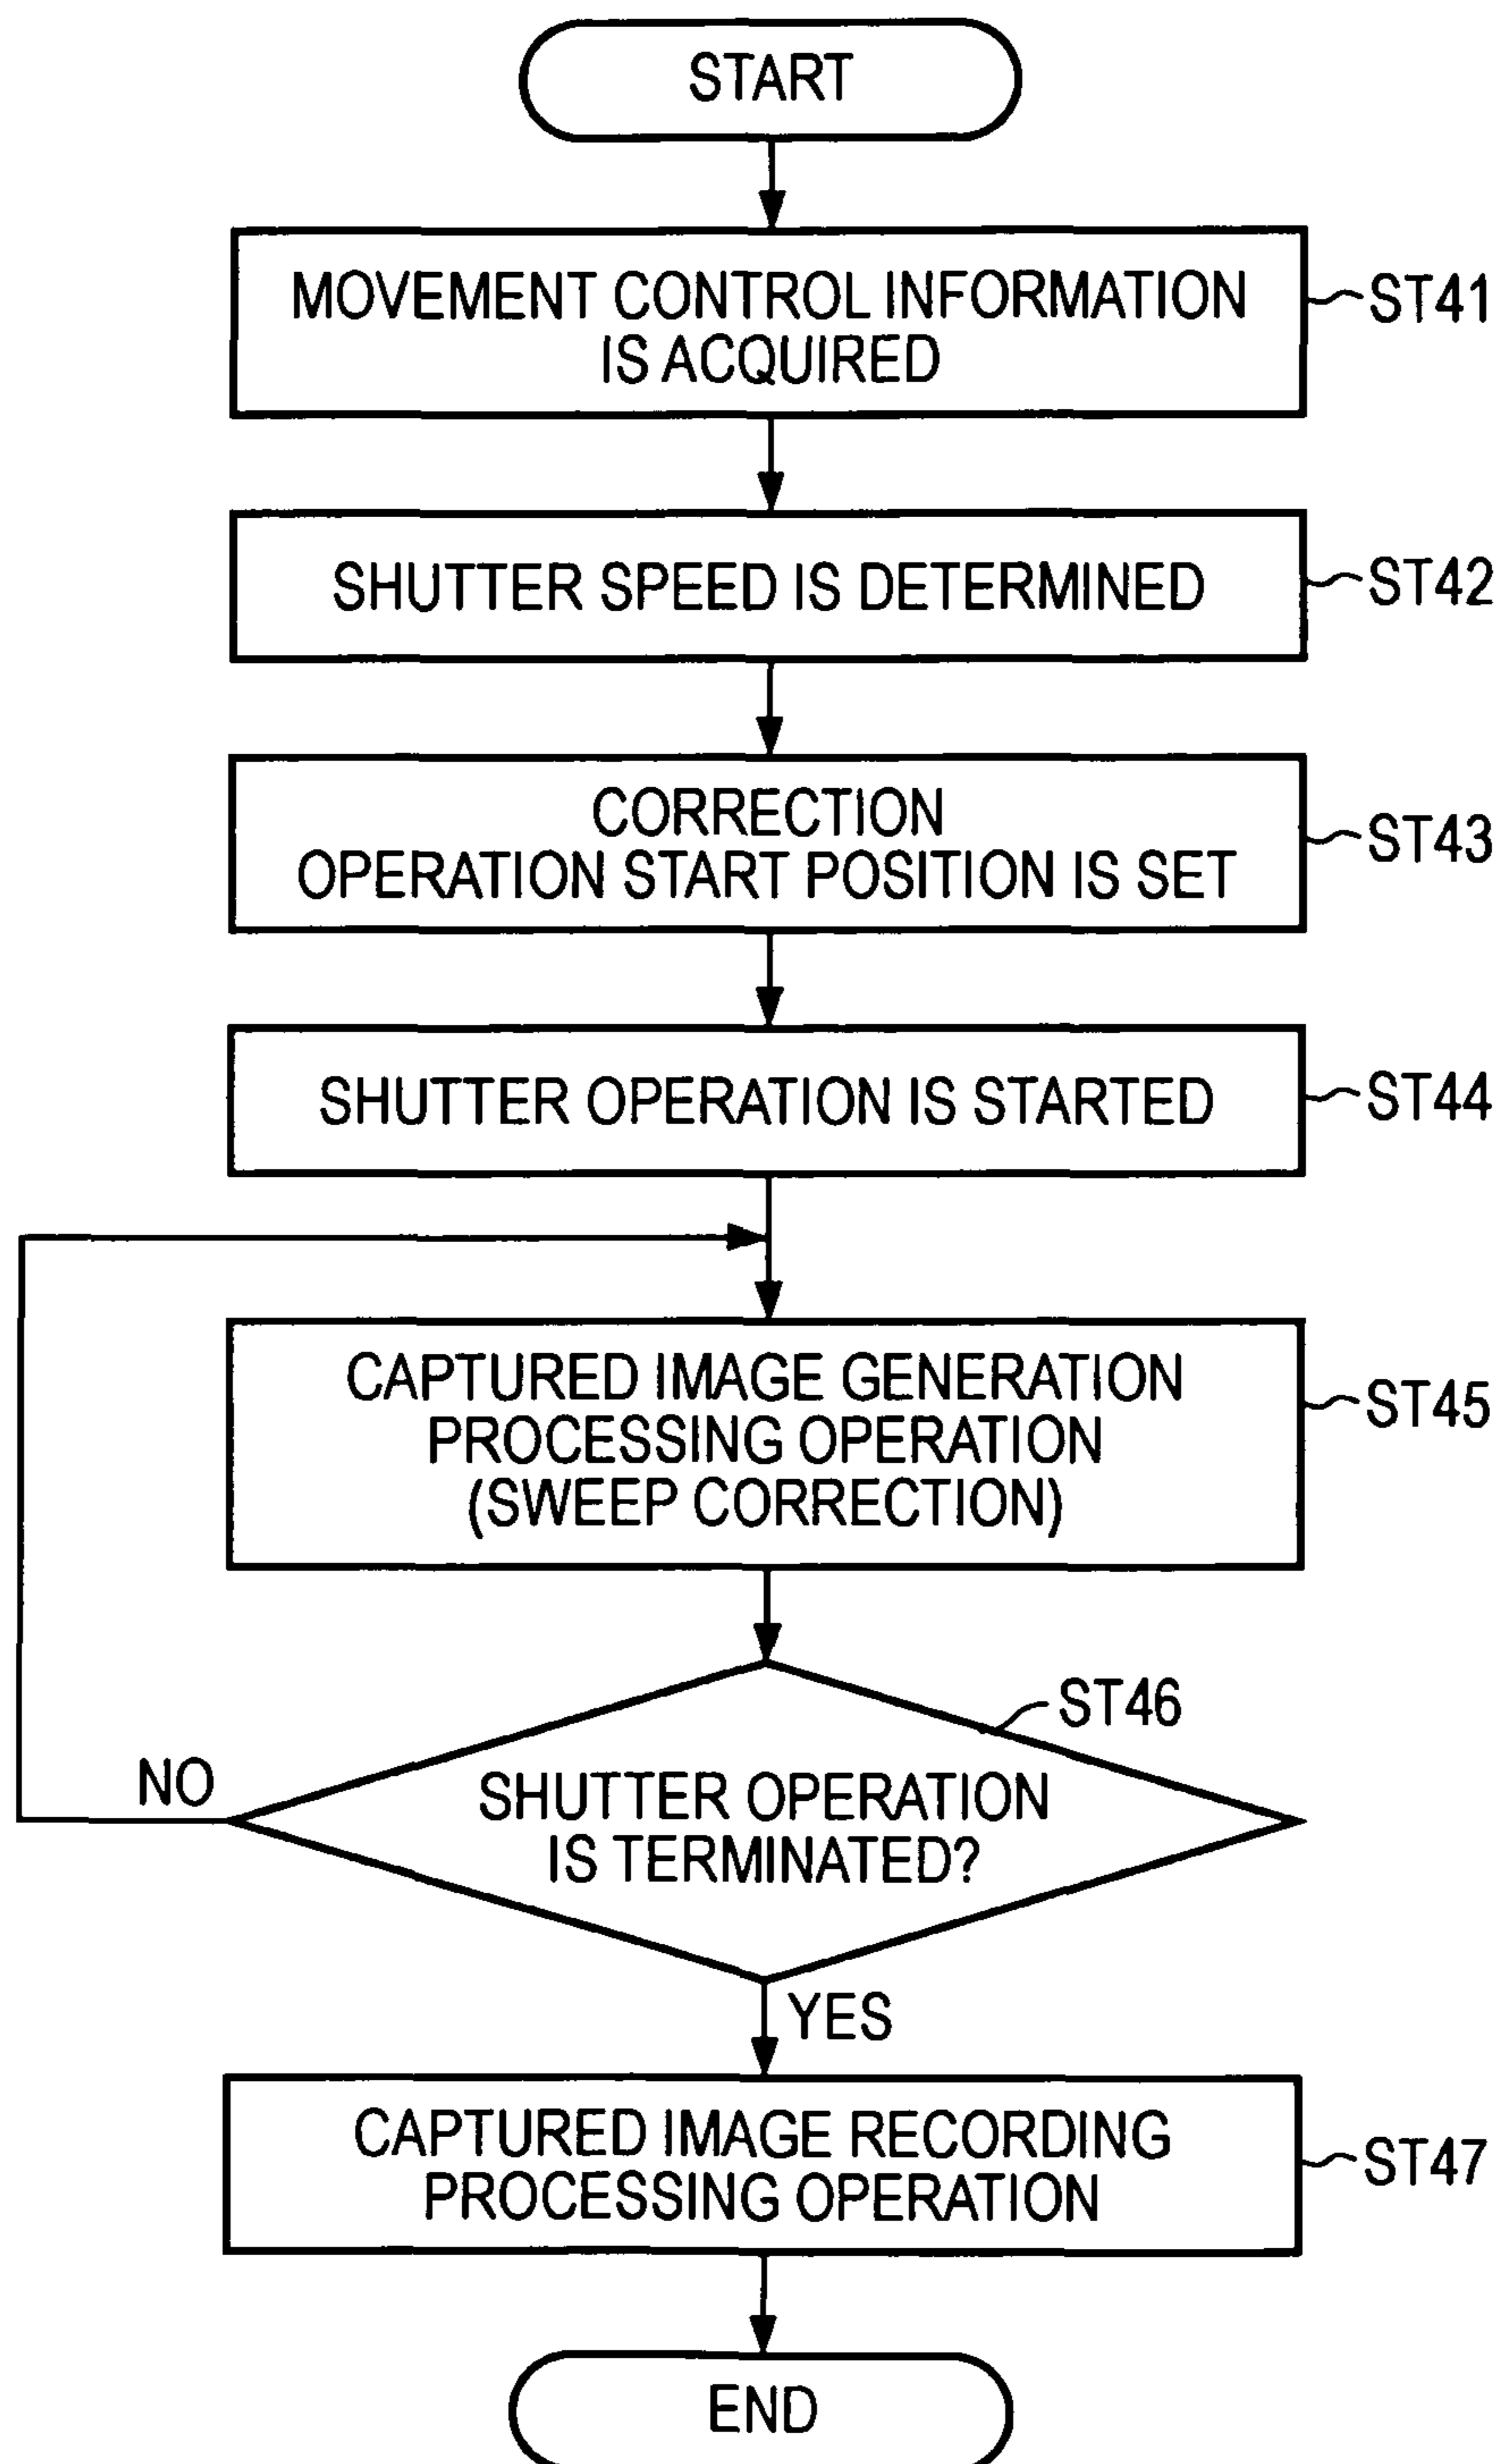 START
MOVEMENT CONTROL INFORMATION
IS ACQUIRED
ST41
SHUTTER SPEED IS DETERMINED
ST42
CORRECTION
OPERATION START POSITION IS SET
ST43
SHUTTER OPERATION IS STARTED
ST44
CAPTURED IMAGE GENERATION
PROCESSING OPERATION
(SWEEP CORRECTION)
ST45
ST46
NO
SHUTTER OPERATION
IS TERMINATED?
YES
CAPTURED IMAGE RECORDING
PROCESSING OPERATION
ST47
END